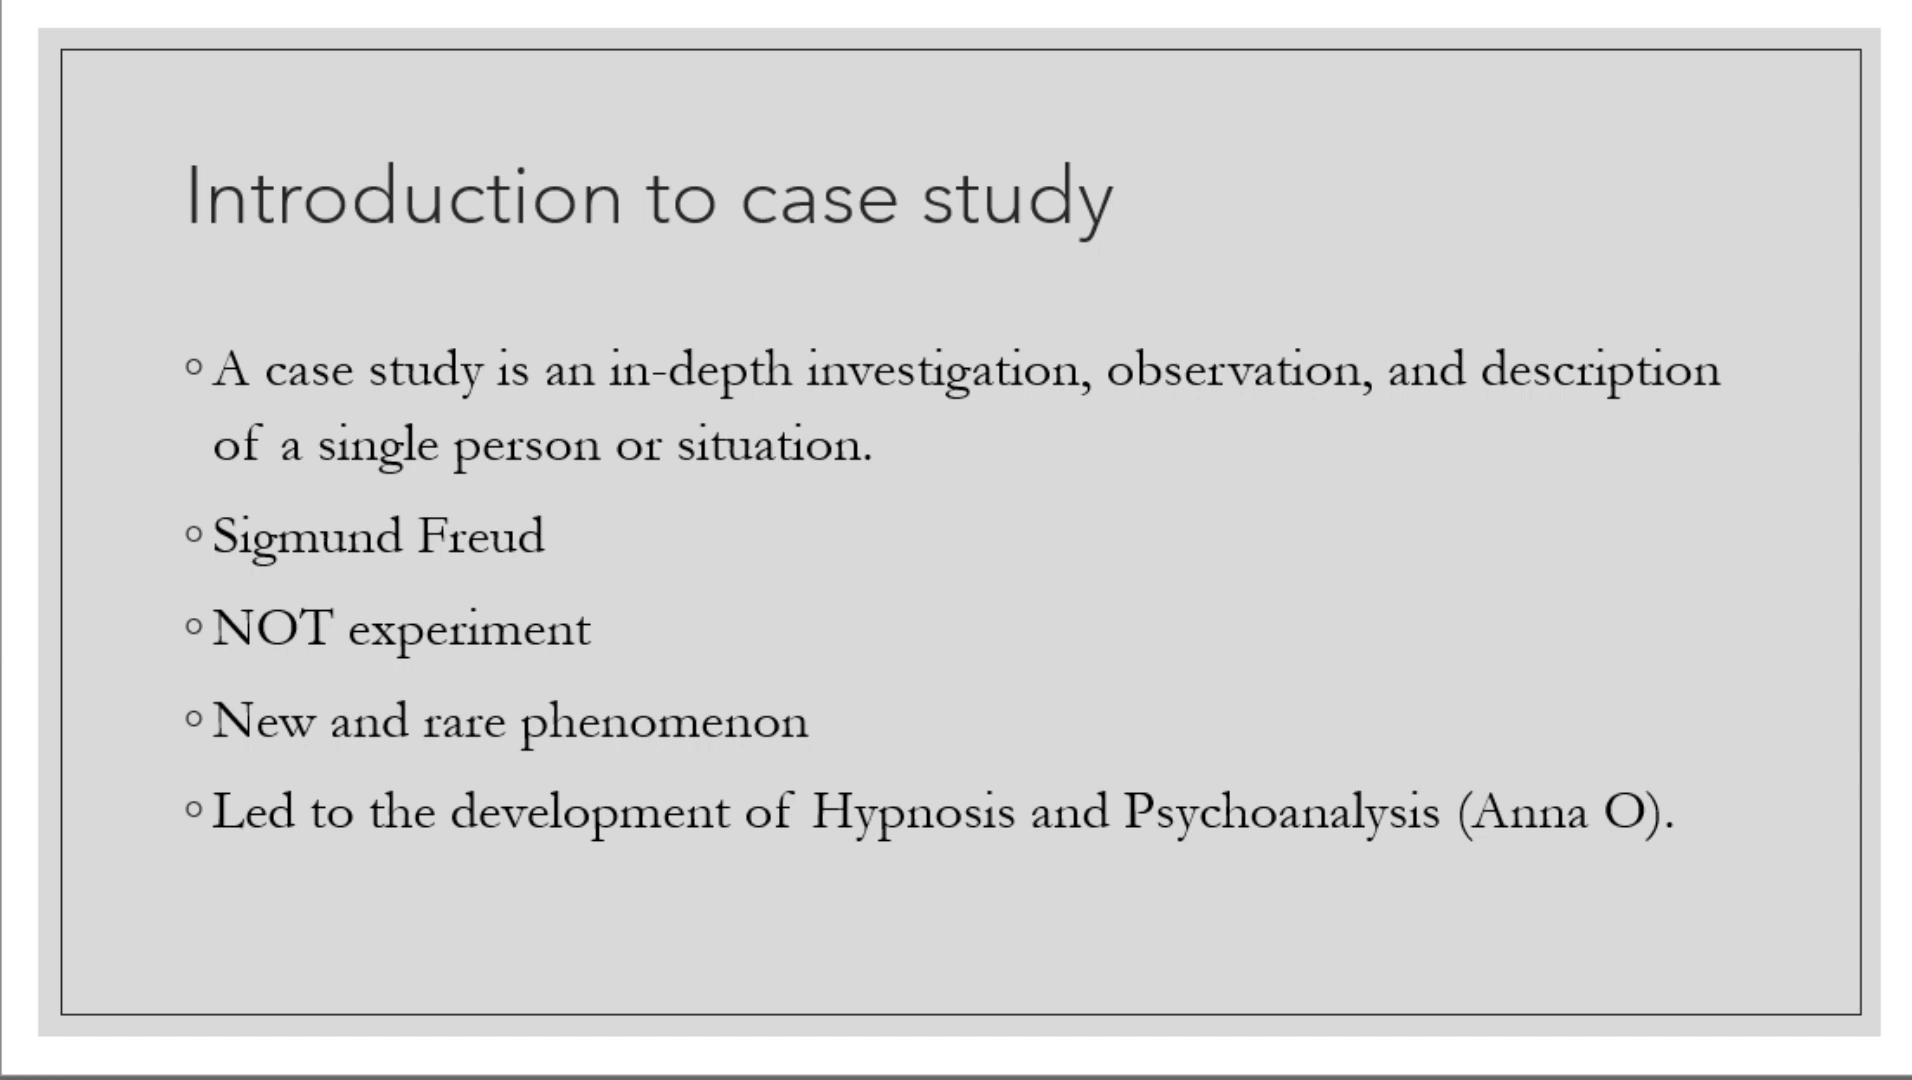 Introduction to case study
◦ A case study is an in-depth investigation, observation, and description
of a single person or situation.
◦ Sigmund Freud
◦ NOT experiment
◦ New and rare phenomenon
◦ Led to the development of Hypnosis and Psychoanalysis (Anna O).